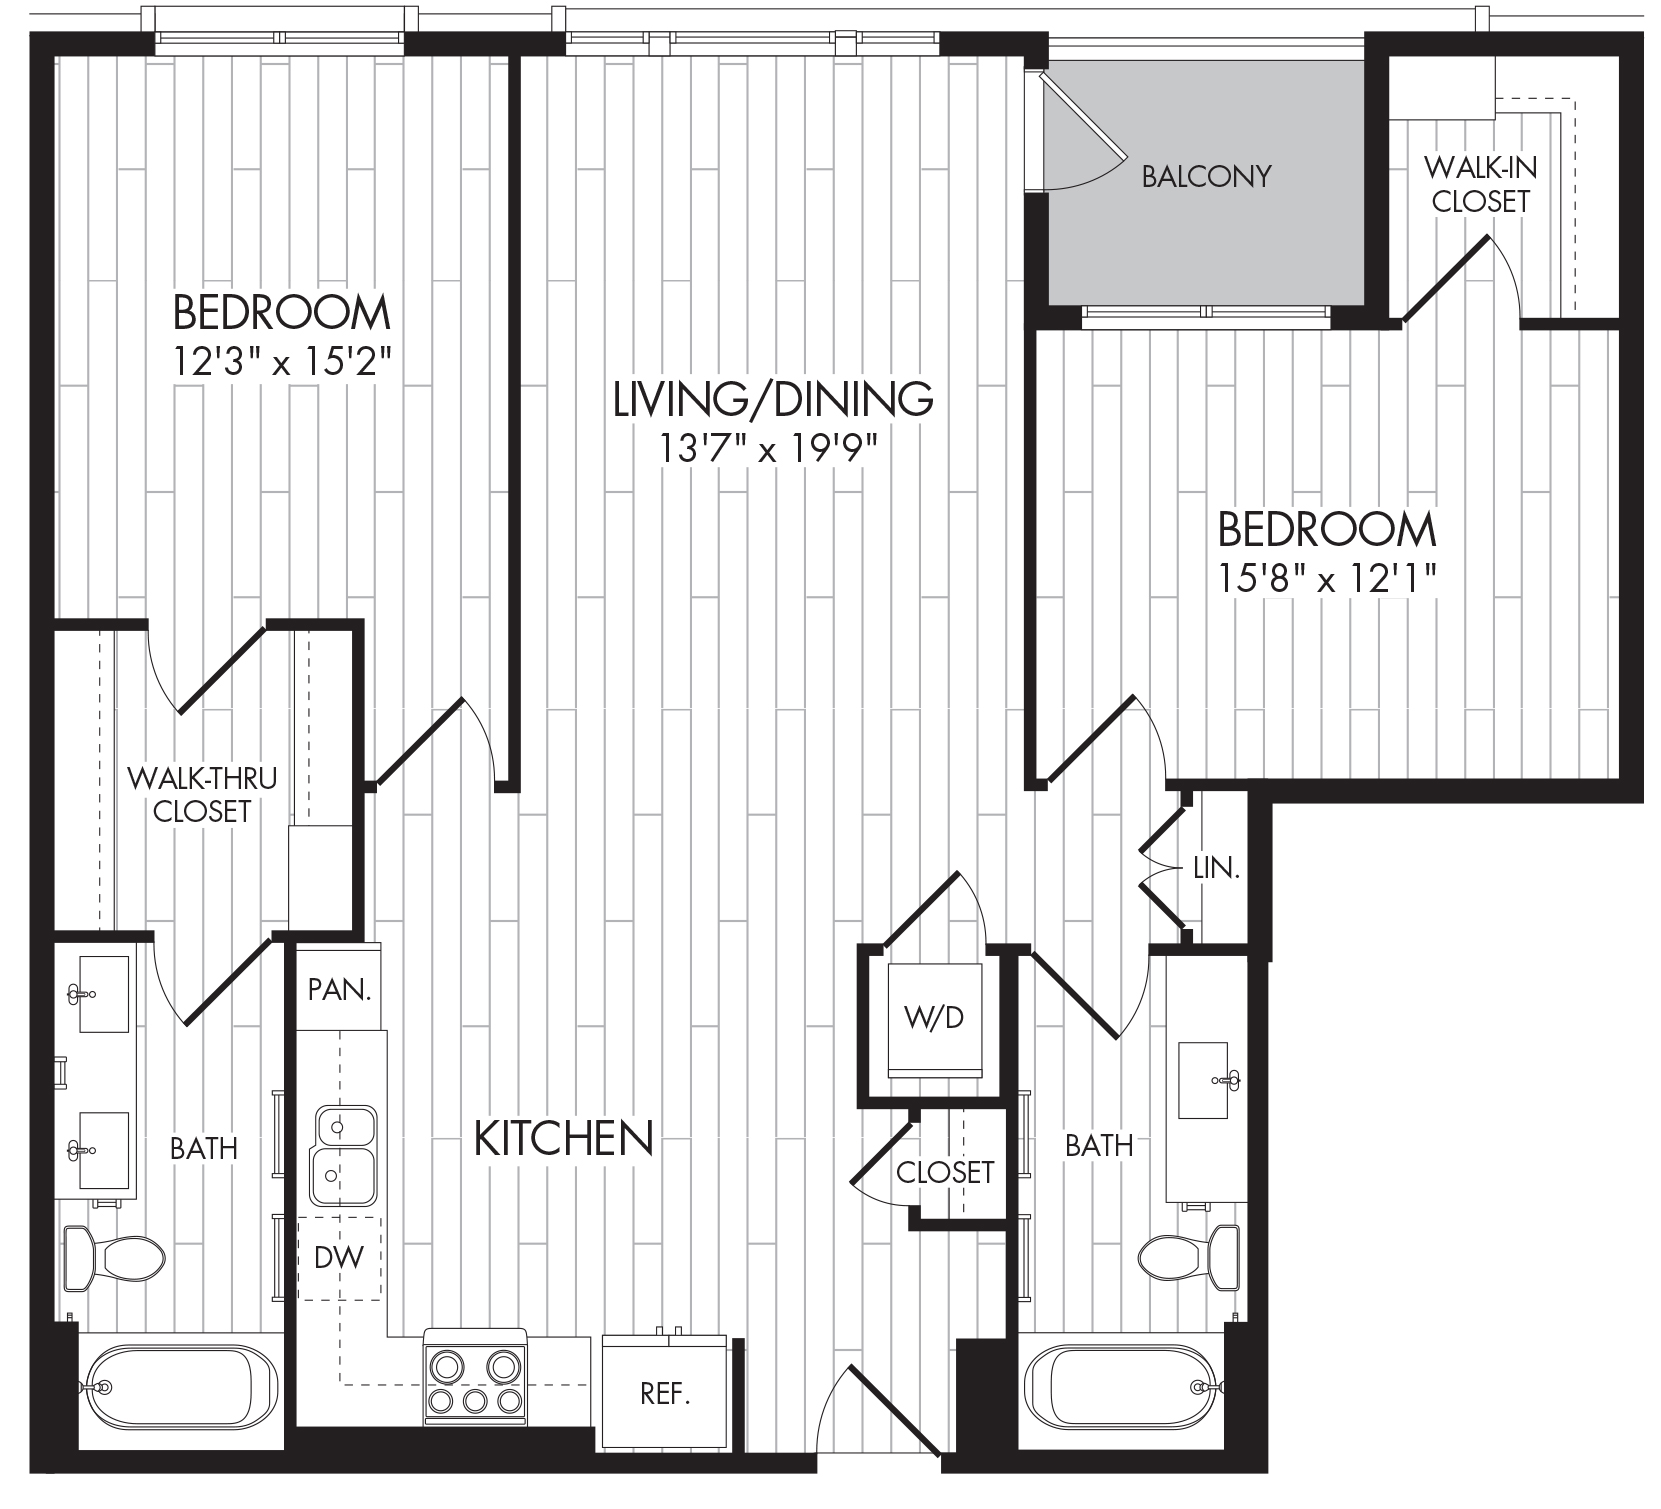 BALCONY
WALK-IN
CLOSET
BEDROOM
12'3" x 15'2"
LIVING/DINING
13'7" x 19'9"
BEDROOM
15'8" x 12'1"
WALK-THRU
CLOSET
LIN.
PAN.
W/D
KITCHEN
BATH
BATH
CLOSET
DW
REF.